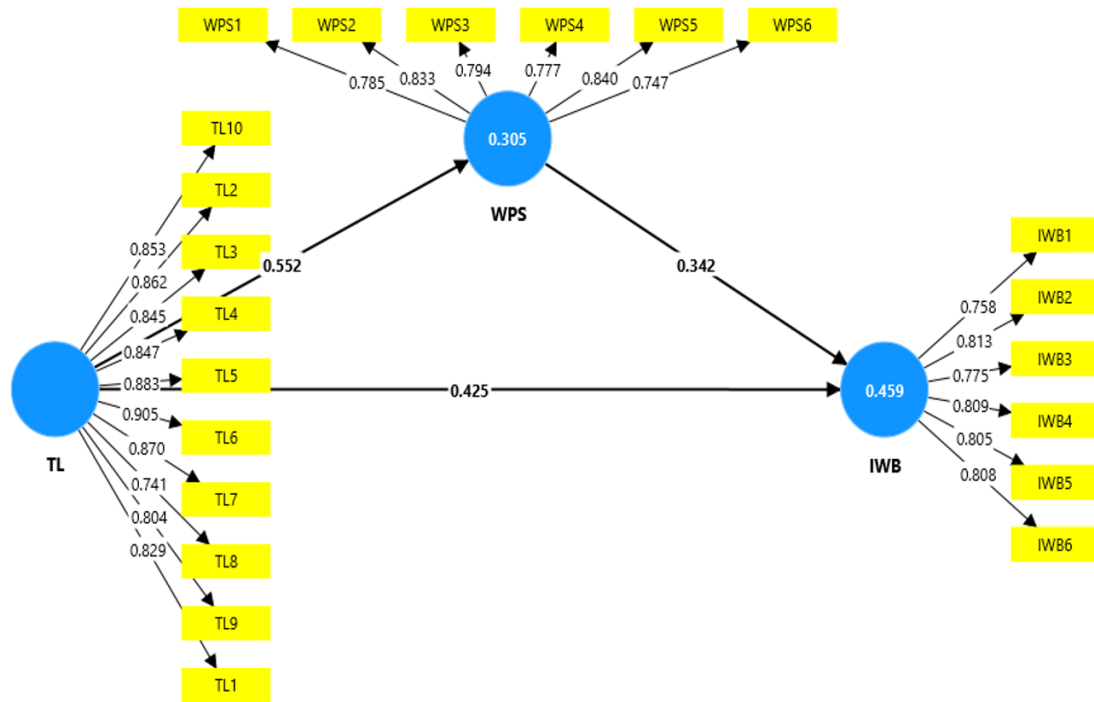 WPS1 WPS2 WPS3 WPS4 WPS5 WPS6
0.785 0.833 0.794 0.777 0.840 0.747
0.305
WPS
TL10
TL2
TL3
TL4
TL5
TL6
TL7
TL8
TL9
TL1
0.853
0.862
0.845
0.847
0.883
0.905
0.870
0.741
0.804
0.829
TL
0.552
0.342
0.425
0.459
IWB
0.758
0.813
0.775
0.809
0.805
0.808
IWB1
IWB2
IWB3
IWB4
IWB5
IWB6